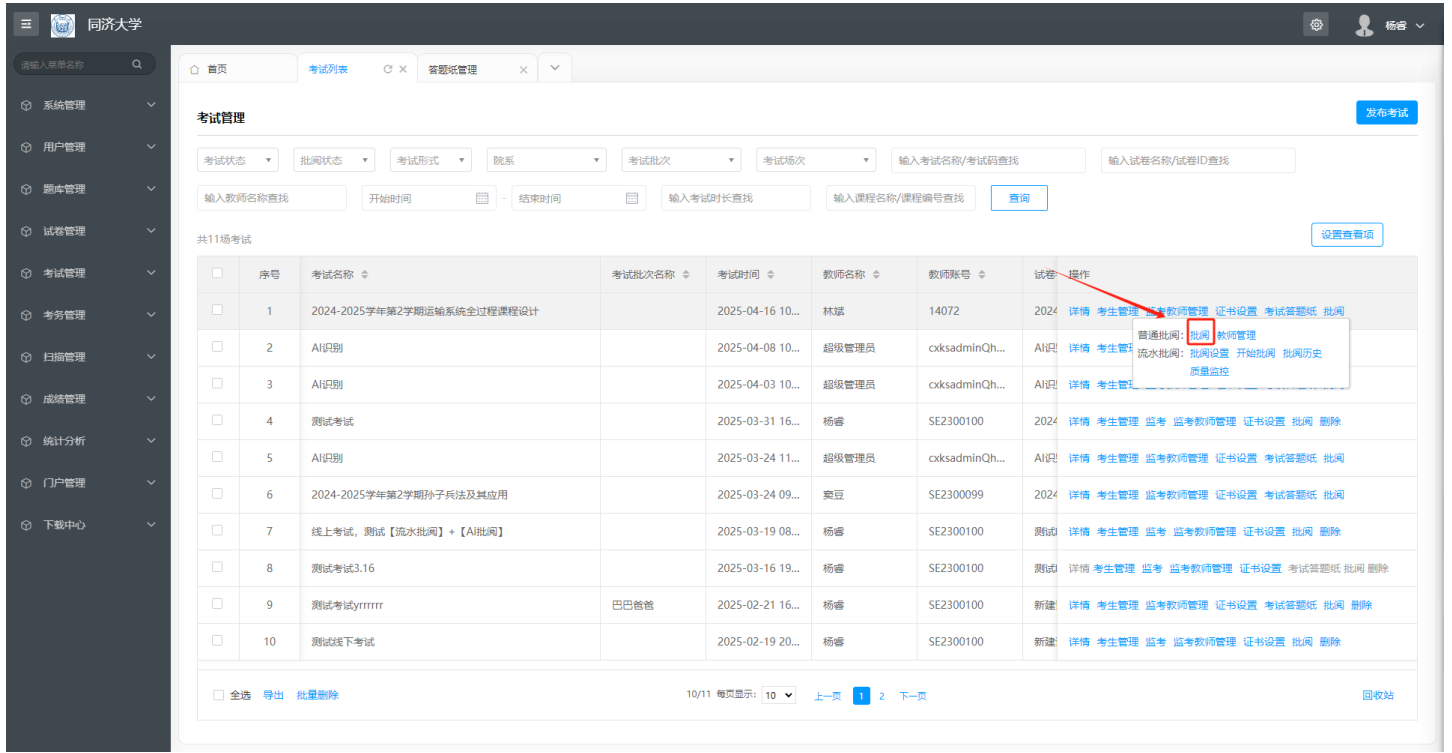 同济大学 杨睿
请输入菜单名称
首页 考试列表 答题纸管理
系统管理
用户管理
题库管理
试卷管理
考试管理
考务管理
扫描管理
成绩管理
统计分析
门户管理
下载中心
考试管理 发布考试
考试状态 批阅状态 考试形式 院系 考试批次 考试场次 输入考试名称/考试码查找 输入试卷名称/试卷ID查找
输入教师名称查找 开始时间 - 结束时间 输入考试时长查找 输入课程名称/课程编号查找 查询
共11场考试 设置查看项
序号 考试名称 考试批次名称 考试时间 教师名称 教师账号 试卷 操作
1 2024-2025学年第2学期运输系统全过程课程设计 2025-04-16 10... 林斌 14072 2024 详情 考生管理 监考教师管理 证书设置 考试答题纸 批阅
普通批阅: 批阅 教师管理
流水批阅: 批阅设置 开始批阅 批阅历史
质量监控
2 AI识别 2025-04-08 10... 超级管理员 cxksadminQh... AI识 详情 考生管
3 AI识别 2025-04-03 10... 超级管理员 cxksadminQh... AI识 详情 考生管
4 测试考试 2025-03-31 16... 杨睿 SE2300100 2024 详情 考生管理 监考 监考教师管理 证书设置 批阅 删除
5 AI识别 2025-03-24 11... 超级管理员 cxksadminQh... AI识 详情 考生管理 监考教师管理 证书设置 考试答题纸 批阅
6 2024-2025学年第2学期孙子兵法及其应用 2025-03-24 09... 窦豆 SE2300099 2024 详情 考生管理 监考教师管理 证书设置 考试答题纸 批阅
7 线上考试，测试【流水批阅】+【AI批阅】 2025-03-19 08... 杨睿 SE2300100 测试 详情 考生管理 监考 监考教师管理 证书设置 批阅 删除
8 测试考试3.16 2025-03-16 19... 杨睿 SE2300100 测试 详情 考生管理 监考 监考教师管理 证书设置 考试答题纸 批阅 删除
9 测试考试yrrrrrr 巴巴爸爸 2025-02-21 16... 杨睿 SE2300100 新建 详情 考生管理 监考教师管理 证书设置 考试答题纸 批阅 删除
10 测试线下考试 2025-02-19 20... 杨睿 SE2300100 新建 详情 考生管理 监考 监考教师管理 证书设置 批阅 删除
全选 导出 批量删除 10/11 每页显示: 10 上一页 1 2 下一页 回收站